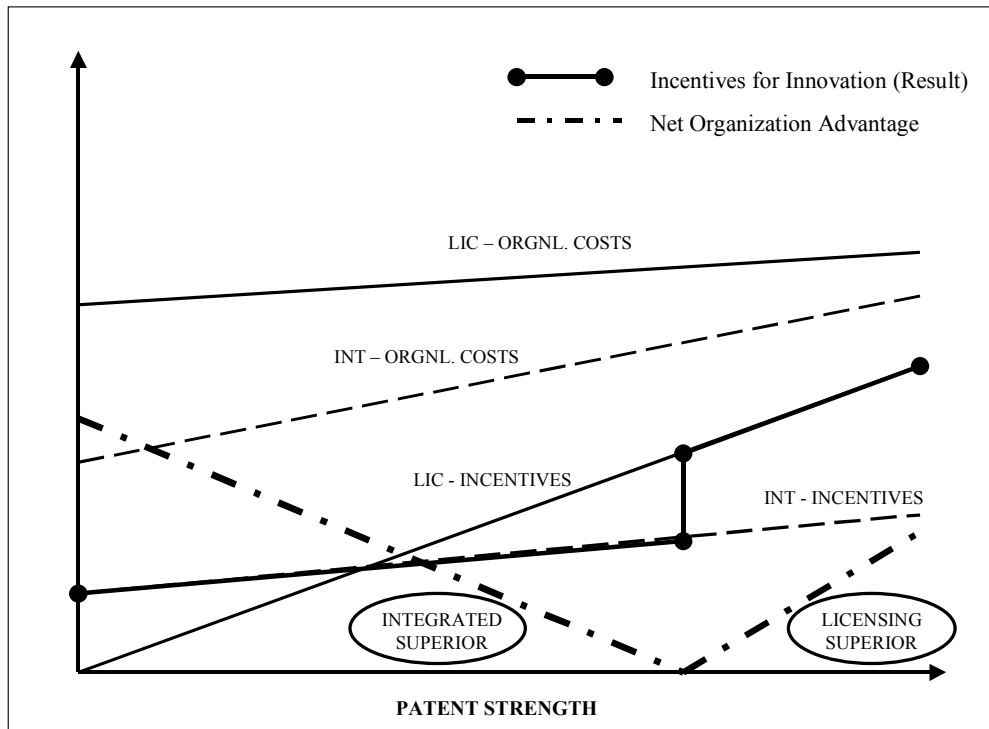 Incentives for Innovation (Result)
Net Organization Advantage
LIC – ORGNL. COSTS
INT – ORGNL. COSTS
LIC - INCENTIVES
INT - INCENTIVES
INTEGRATED
SUPERIOR
LICENSING
SUPERIOR
PATENT STRENGTH